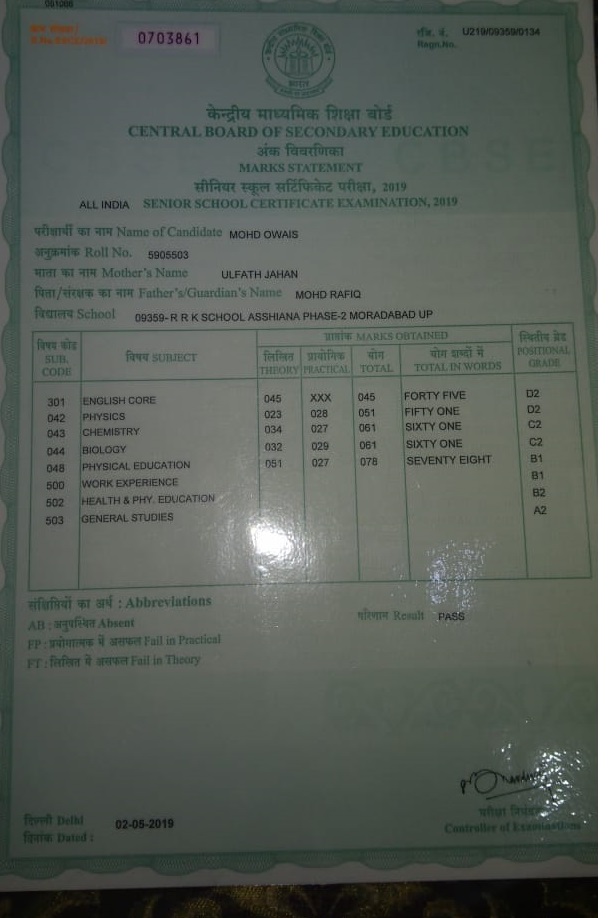 091066
0703861
रजि. सं. U219/09359/0134
Regn.No.
भारत
केन्द्रीय माध्यमिक शिक्षा बोर्ड
CENTRAL BOARD OF SECONDARY EDUCATION
अंक विवरणिका
MARKS STATEMENT
सीनियर स्कूल सर्टिफिकेट परीक्षा, 2019
ALL INDIA SENIOR SCHOOL CERTIFICATE EXAMINATION, 2019
परीक्षार्थी का नाम Name of Candidate MOHD OWAIS
अनुक्रमांक Roll No. 5905503
माता का नाम Mother's Name ULFATH JAHAN
पिता/संरक्षक का नाम Father's/Guardian's Name MOHD RAFIQ
विद्यालय School 09359- R R K SCHOOL ASSHIANA PHASE-2 MORADABAD UP
विषय कोड SUB. CODE
विषय SUBJECT
प्राप्तांक MARKS OBTAINED
लिखित THEORY
प्रायोगिक PRACTICAL
योग TOTAL
योग शब्दों में TOTAL IN WORDS
स्थितीय ग्रेड POSITIONAL GRADE
301 ENGLISH CORE 045 XXX 045 FORTY FIVE D2
042 PHYSICS 023 028 051 FIFTY ONE D2
043 CHEMISTRY 034 027 061 SIXTY ONE C2
044 BIOLOGY 032 029 061 SIXTY ONE C2
048 PHYSICAL EDUCATION 051 027 078 SEVENTY EIGHT B1
500 WORK EXPERIENCE B1
502 HEALTH & PHY. EDUCATION B2
503 GENERAL STUDIES A2
संक्षिप्तियों का अर्थ : Abbreviations
AB : अनुपस्थित Absent
परिणाम Result PASS
FP : प्रयोगात्मक में असफल Fail in Practical
FT : लिखित में असफल Fail in Theory
दिल्ली Delhi
दिनांक Dated : 02-05-2019
परीक्षा
Controller of Examinations